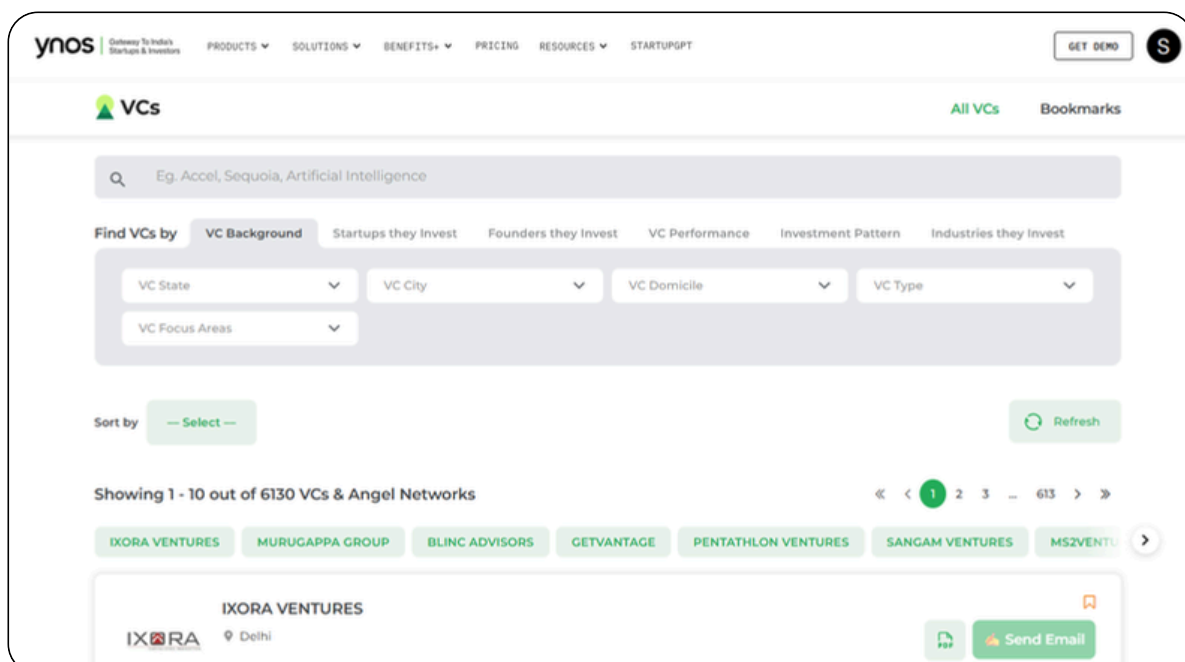 ynos Gateway To India's Startups & Investors PRODUCTS SOLUTIONS BENEFITS+ PRICING RESOURCES STARTUPGPT GET DEMO S
VCs All VCs Bookmarks
Eg. Accel, Sequoia, Artificial Intelligence
Find VCs by VC Background Startups they Invest Founders they Invest VC Performance Investment Pattern Industries they Invest
VC State VC City VC Domicile VC Type
VC Focus Areas
Sort by — Select — Refresh
Showing 1 - 10 out of 6130 VCs & Angel Networks « < 1 2 3 ... 613 > »
IXORA VENTURES MURUGAPPA GROUP BLINC ADVISORS GETVANTAGE PENTATHLON VENTURES SANGAM VENTURES MS2VENTU
IXORA VENTURES
IXORA Delhi PDF Send Email